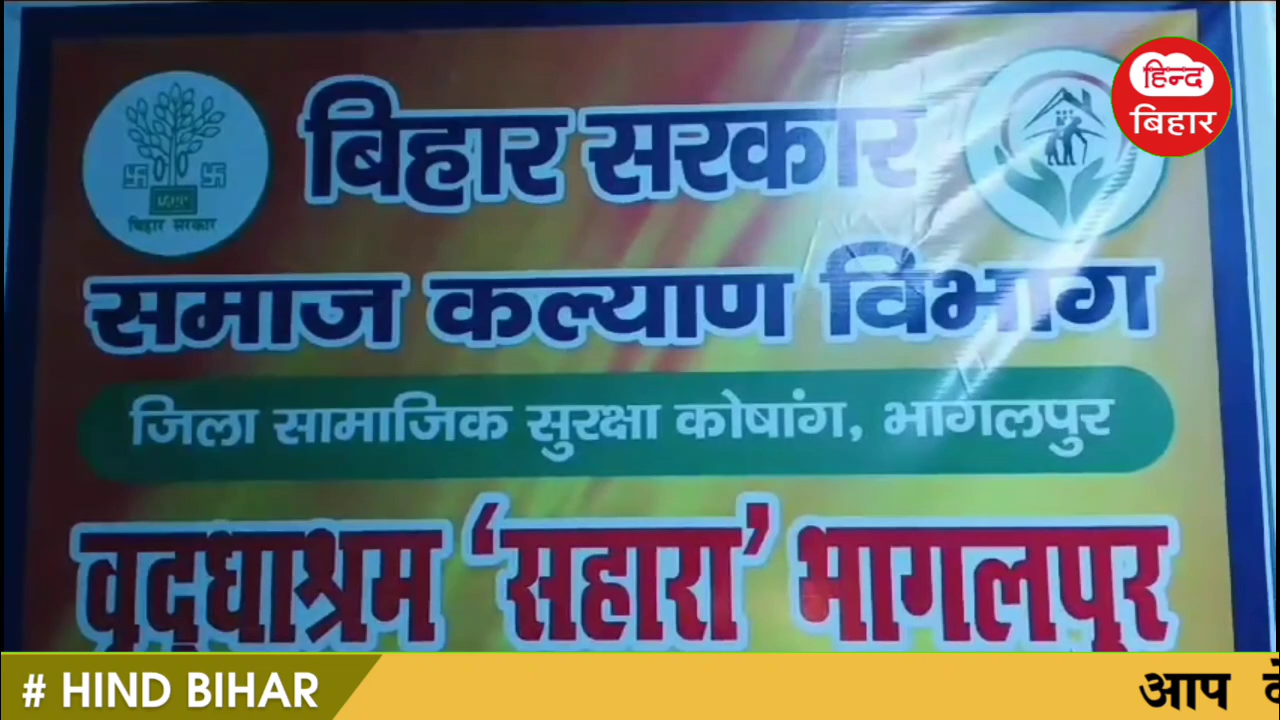 हिन्द
बिहार
बिहार सरकार
बिहार सरकार
समाज कल्याण विभाग
जिला सामाजिक सुरक्षा कोषांग, भागलपुर
वृद्धाश्रम ‘सहारा’ भागलपुर
# HIND BIHAR
आप